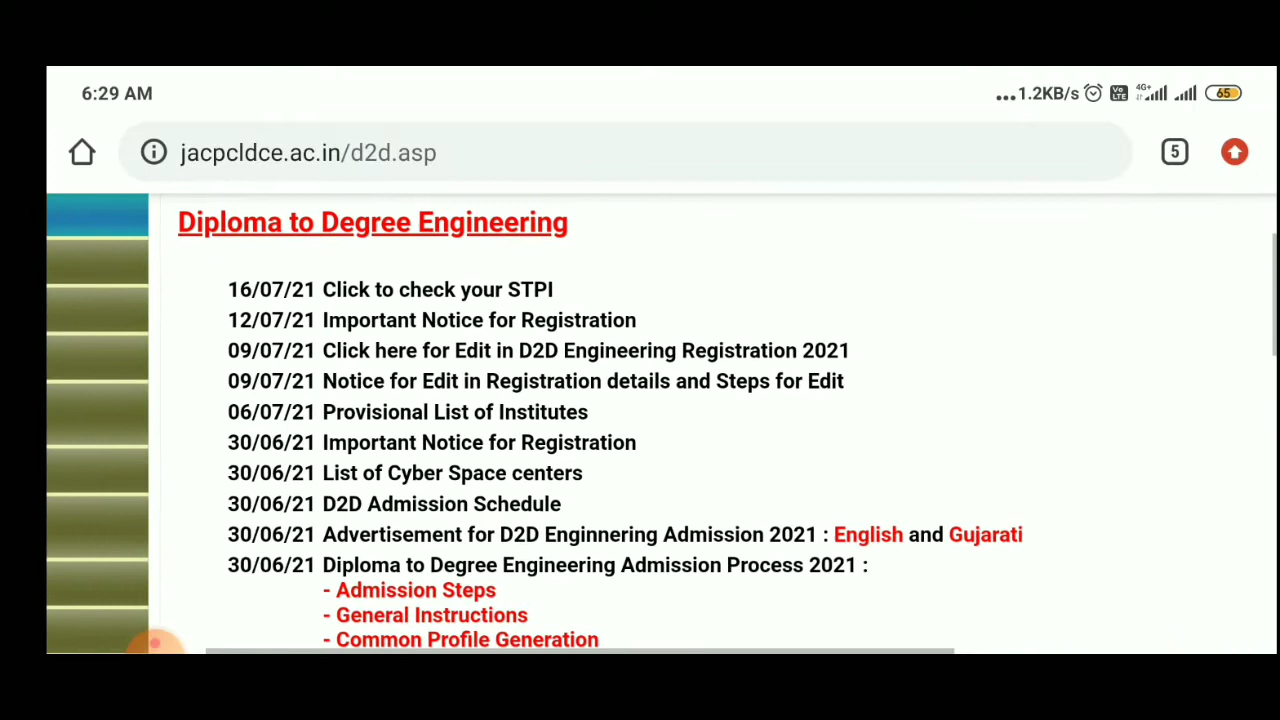 6:29 AM
...1.2KB/s Vo LTE 4G+ 65
jacpcldce.ac.in/d2d.asp 5
Diploma to Degree Engineering
16/07/21 Click to check your STPI
12/07/21 Important Notice for Registration
09/07/21 Click here for Edit in D2D Engineering Registration 2021
09/07/21 Notice for Edit in Registration details and Steps for Edit
06/07/21 Provisional List of Institutes
30/06/21 Important Notice for Registration
30/06/21 List of Cyber Space centers
30/06/21 D2D Admission Schedule
30/06/21 Advertisement for D2D Enginnering Admission 2021 : English and Gujarati
30/06/21 Diploma to Degree Engineering Admission Process 2021 :
- Admission Steps
- General Instructions
- Common Profile Generation